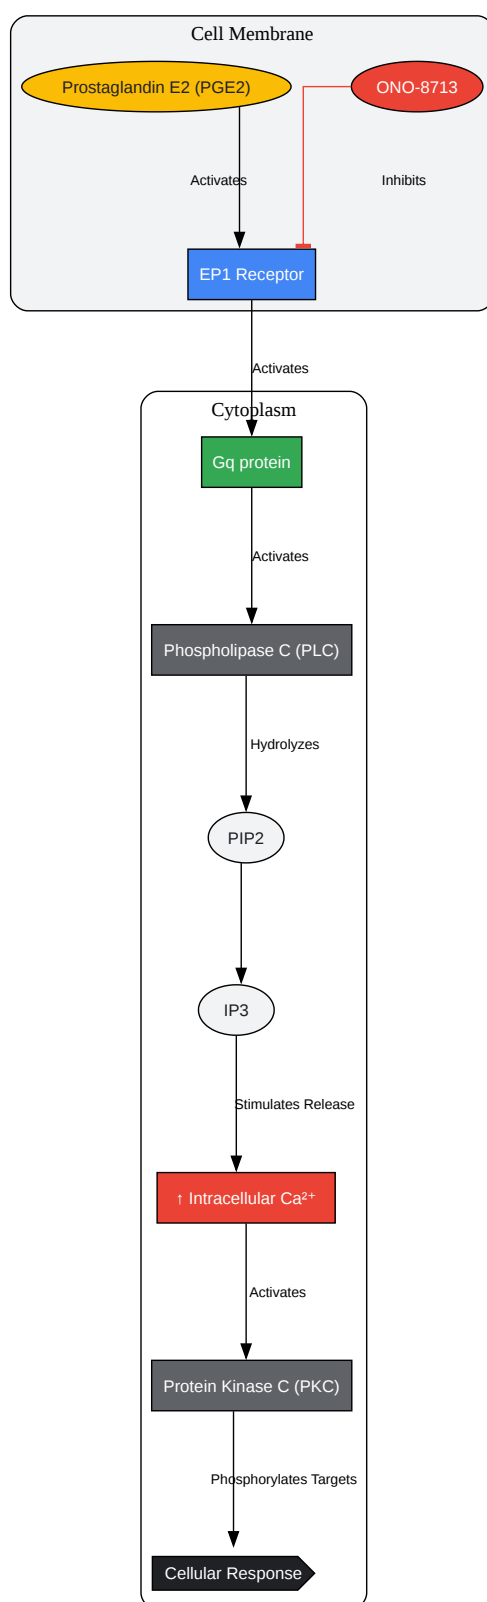 Cell Membrane
Prostaglandin E2 (PGE2)
ONO-8713
Activates
Inhibits
EP1 Receptor
Activates
Cytoplasm
Gq protein
Activates
Phospholipase C (PLC)
Hydrolyzes
PIP2
IP3
Stimulates Release
↑ Intracellular Ca²⁺
Activates
Protein Kinase C (PKC)
Phosphorylates Targets
Cellular Response